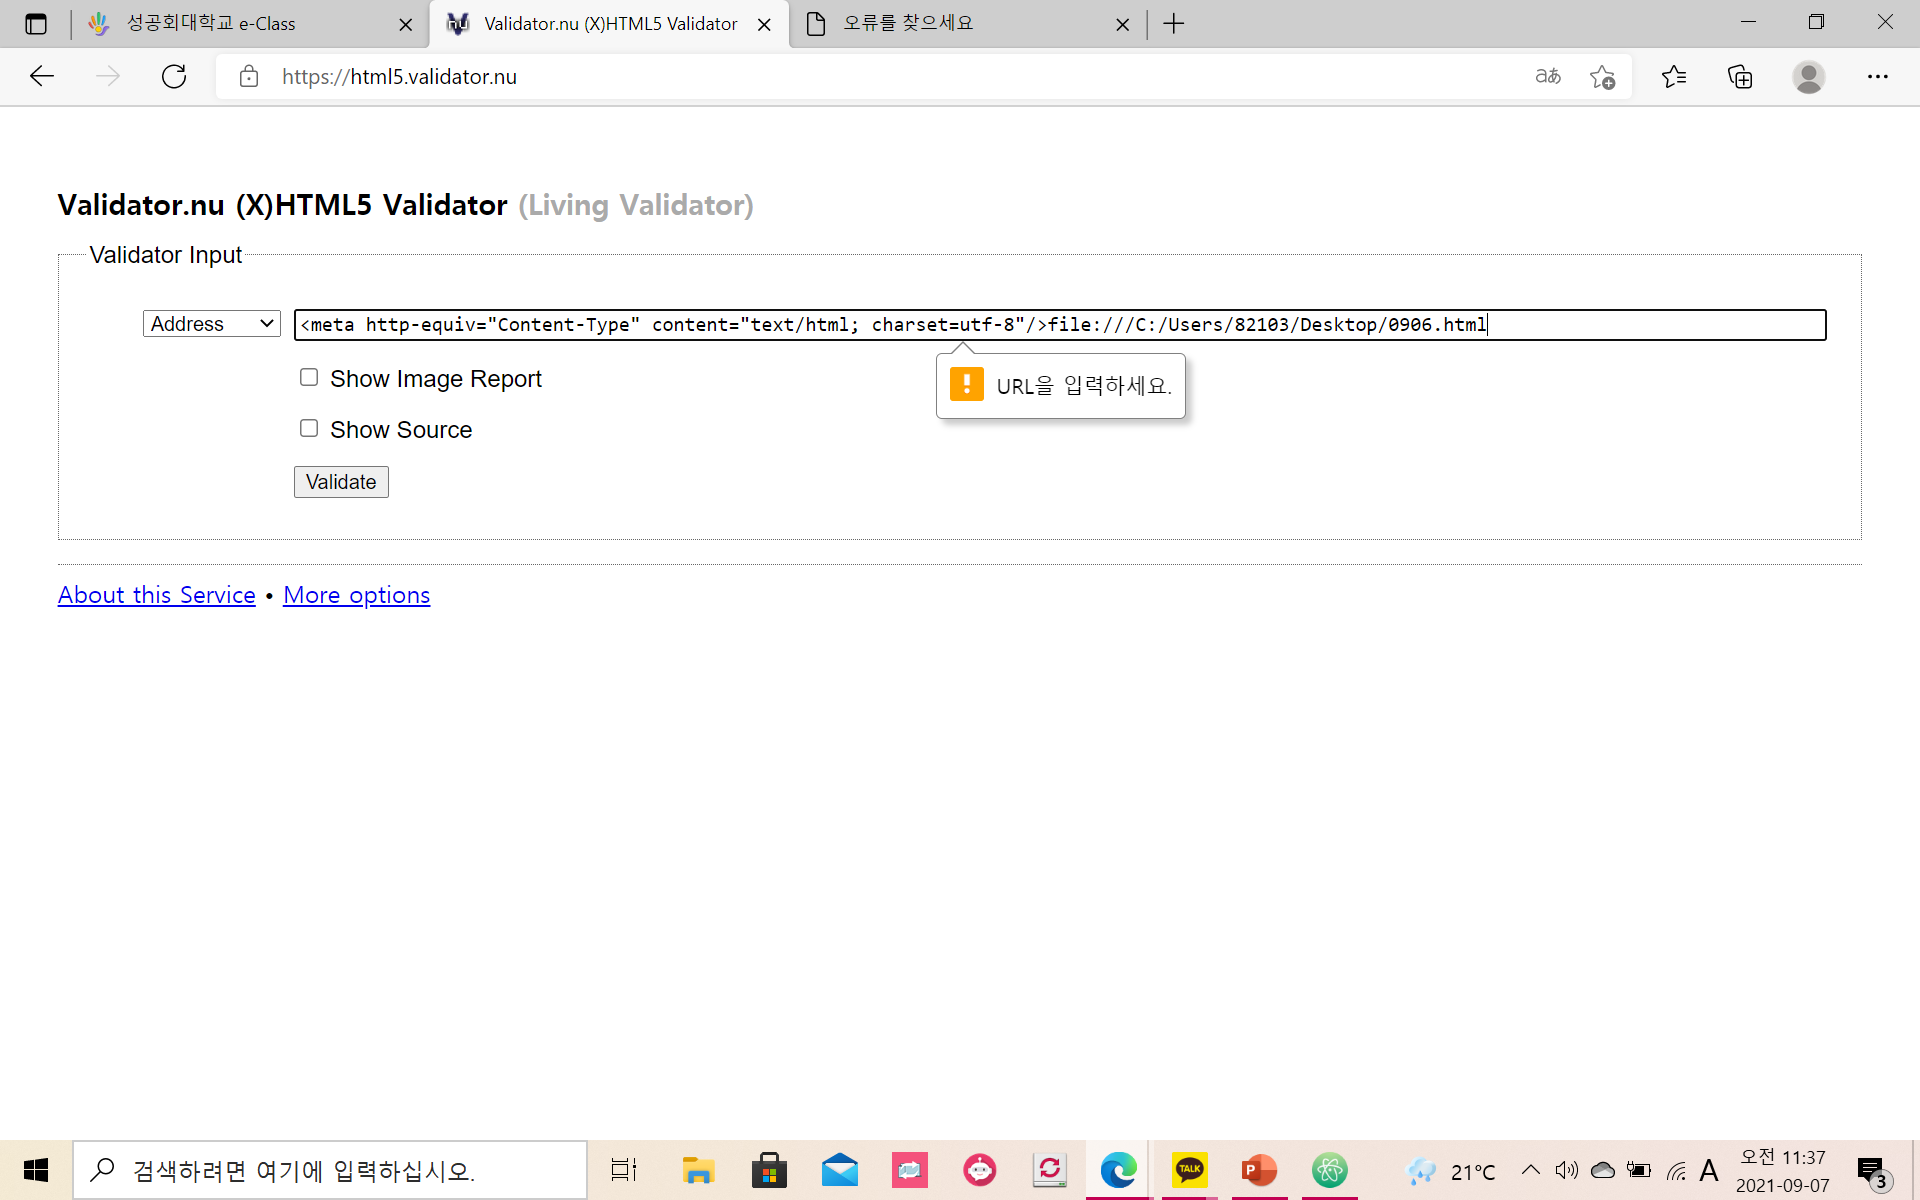 성공회대학교 e-Class
Validator.nu (X)HTML5 Validator
오류를 찾으세요
https://html5.validator.nu
aあ
Validator.nu (X)HTML5 Validator (Living Validator)
Validator Input
Address
<meta http-equiv="Content-Type" content="text/html; charset=utf-8"/>file:///C:/Users/82103/Desktop/0906.html
URL을 입력하세요.
Show Image Report
Show Source
Validate
About this Service • More options
검색하려면 여기에 입력하십시오.
TALK
P
21°C
A
오전 11:37
2021-09-07
3